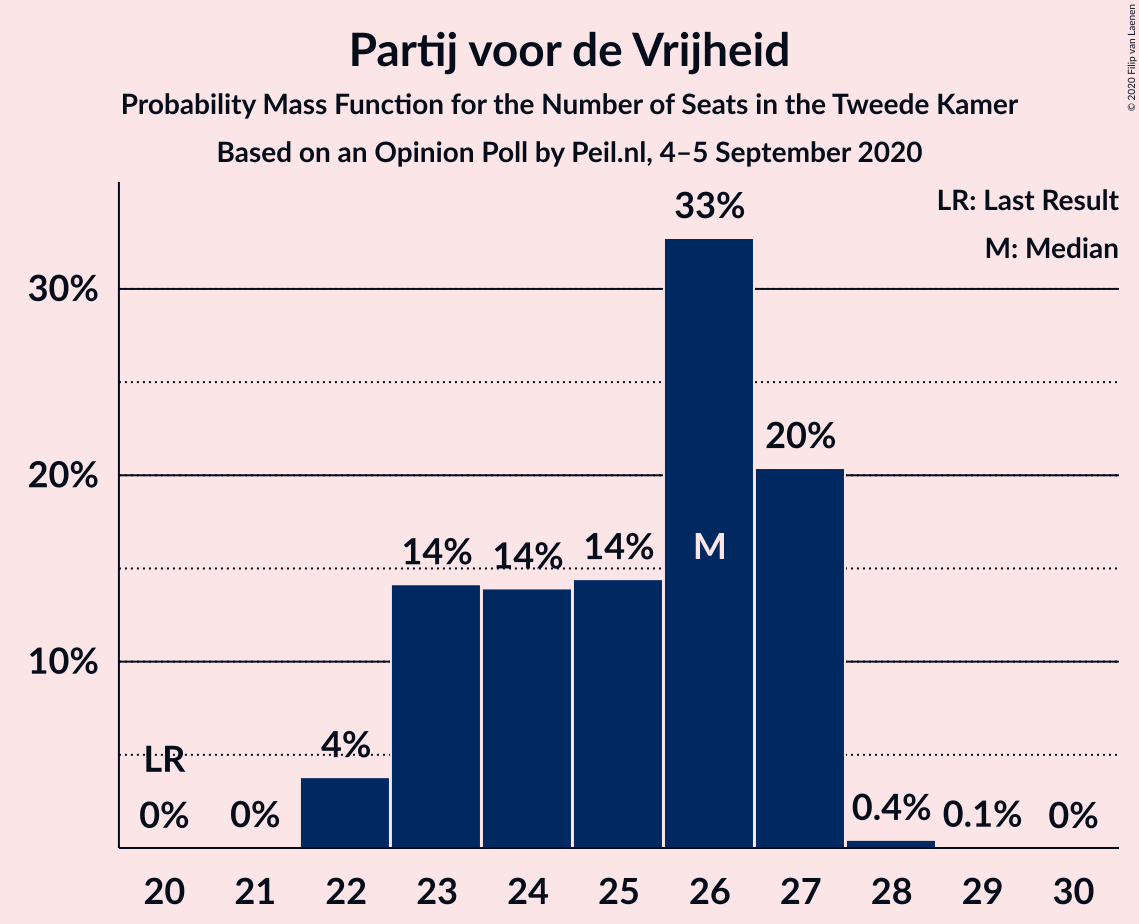 Partij voor de Vrijheid
Probability Mass Function for the Number of Seats in the Tweede Kamer
Based on an Opinion Poll by Peil.nl, 4–5 September 2020
© 2020 Filip van Laenen
LR: Last Result
M: Median
33%
30%
20%
20%
M
14%
14%
14%
10%
4%
LR
0%
0%
0.4%
0.1%
0%
20 21 22 23 24 25 26 27 28 29 30